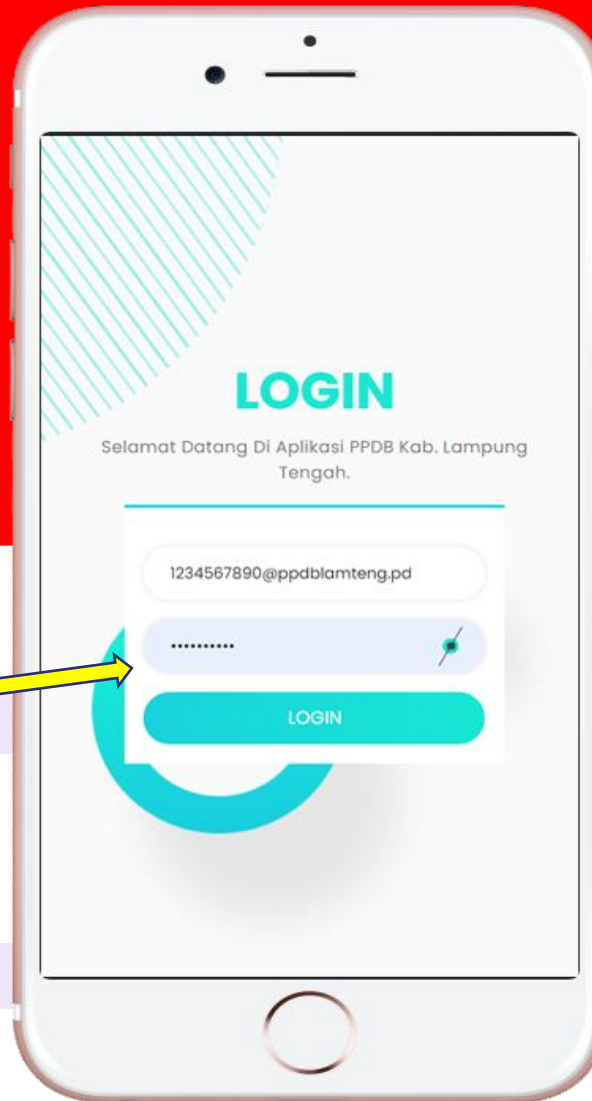 LOGIN
Selamat Datang Di Aplikasi PPDB Kab. Lampung
Tengah.
1234567890@ppdblamteng.pd
••••••••••
LOGIN